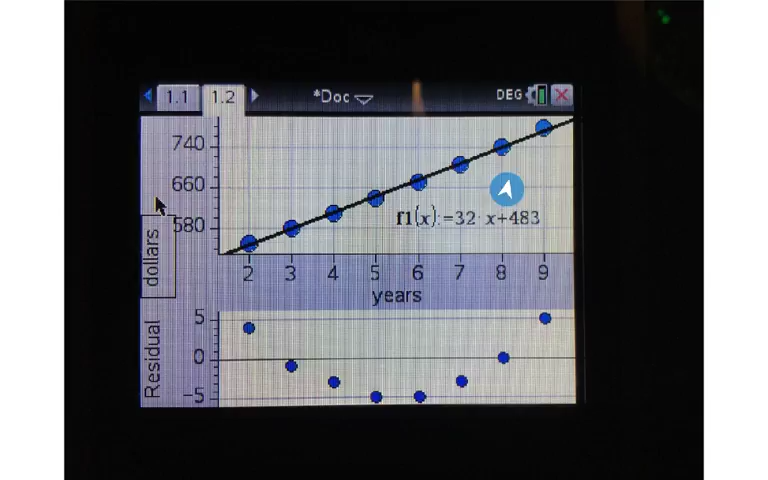 1.1 1.2 *Doc DEG
740
660
580
dollars
f1(x):=32·x+483
2 3 4 5 6 7 8 9
years
5
0
-5
Residual